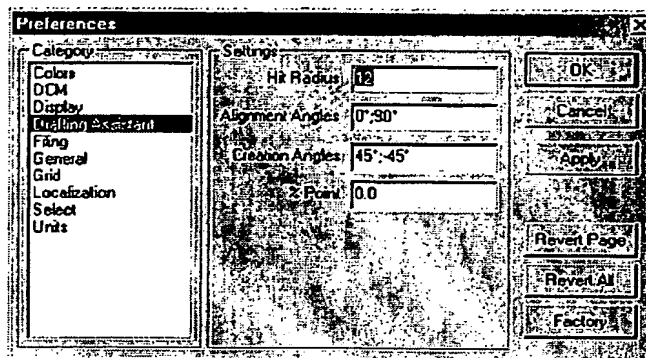 Preferences
Category
Colors
DCM
Display
Drafting Assistant
Filing
General
Grid
Localization
Select
Units
Settings
Hit Radius 12
Alignment Angles 0°;90°
Creation Angles 45°;-45°
% Point 0.0
OK
Cancel
Apply
Revert Page
Revert All
Factory